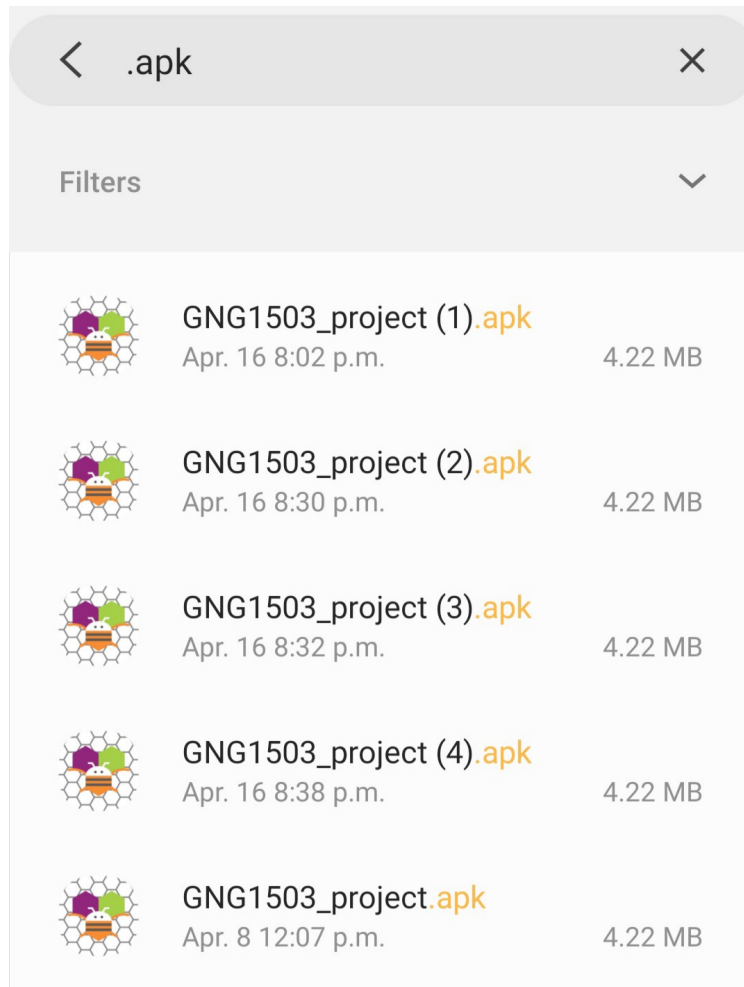 .apk
Filters
GNG1503_project (1).apk
Apr. 16 8:02 p.m. 4.22 MB
GNG1503_project (2).apk
Apr. 16 8:30 p.m. 4.22 MB
GNG1503_project (3).apk
Apr. 16 8:32 p.m. 4.22 MB
GNG1503_project (4).apk
Apr. 16 8:38 p.m. 4.22 MB
GNG1503_project.apk
Apr. 8 12:07 p.m. 4.22 MB